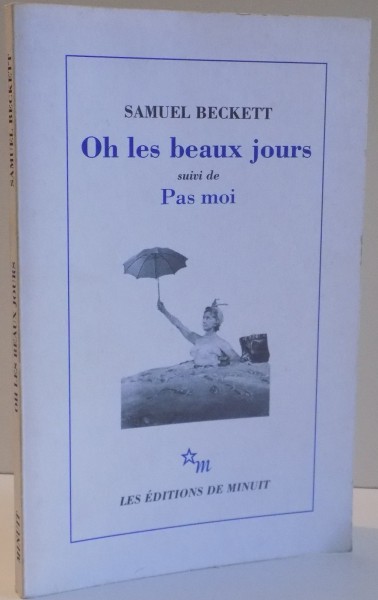 SAMUEL BECKETT
Oh les beaux jours
suivi de
Pas moi
m
LES ÉDITIONS DE MINUIT
SAMUEL BECKETT
OH LES BEAUX JOURS
MINUIT